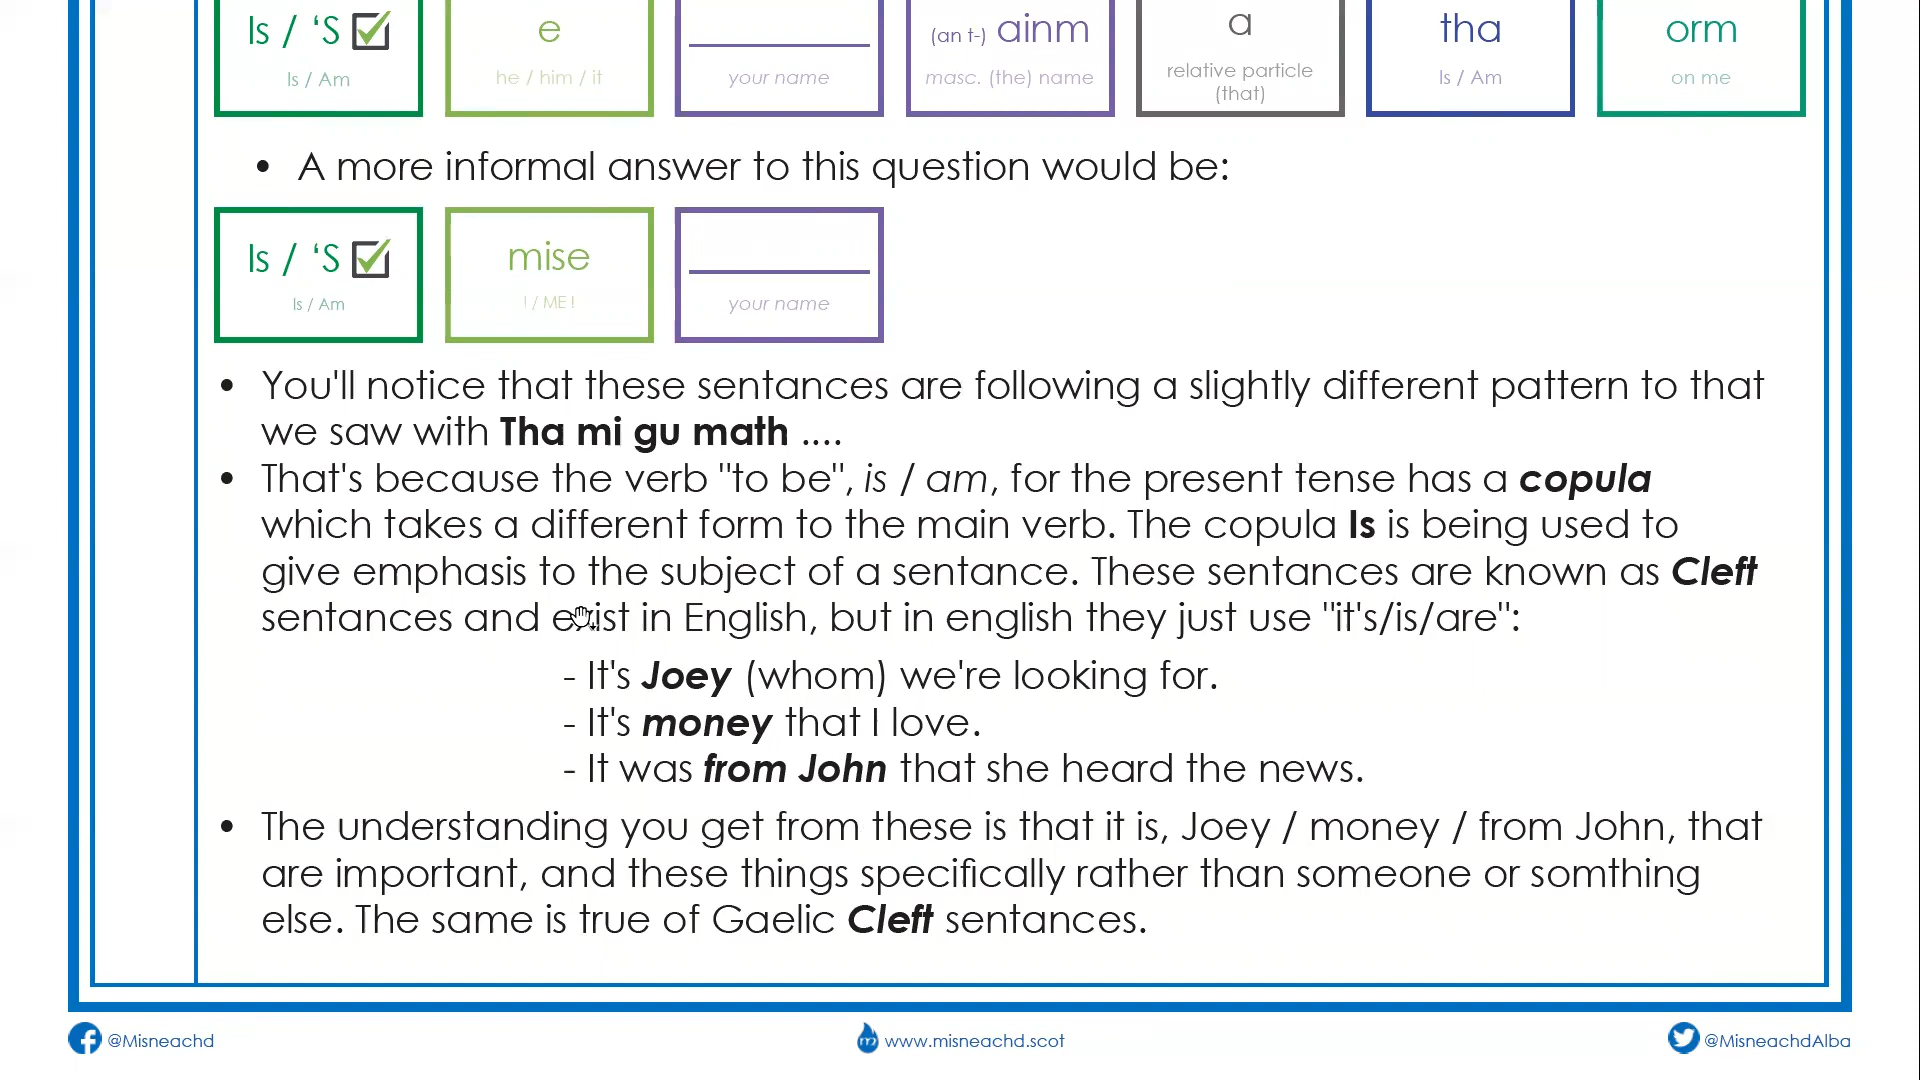 Is / ‘S e __________ (an t-) ainm a tha orm
Is / Am he / him / it your name masc. (the) name relative particle (that) Is / Am on me
• A more informal answer to this question would be:
Is / ‘S mise __________
Is / Am I / ME ! your name
• You'll notice that these sentances are following a slightly different pattern to that
we saw with Tha mi gu math ....
• That's because the verb "to be", is / am, for the present tense has a copula
which takes a different form to the main verb. The copula Is is being used to
give emphasis to the subject of a sentance. These sentances are known as Cleft
sentances and exist in English, but in english they just use "it's/is/are":
- It's Joey (whom) we're looking for.
- It's money that I love.
- It was from John that she heard the news.
• The understanding you get from these is that it is, Joey / money / from John, that
are important, and these things specifically rather than someone or somthing
else. The same is true of Gaelic Cleft sentances.
@Misneachd www.misneachd.scot @MisneachdAlba